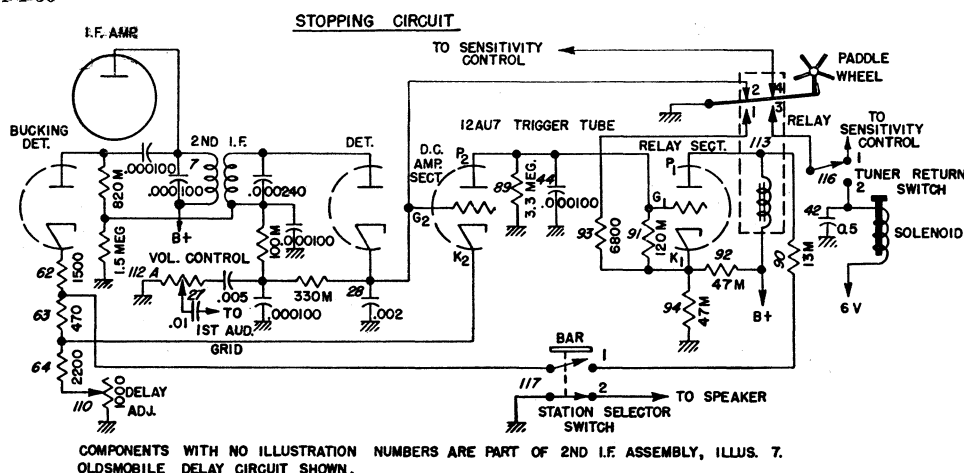 STOPPING CIRCUIT
I.F. AMP.
TO SENSITIVITY
CONTROL
PADDLE
WHEEL
2 4
1 3
RELAY
113
BUCKING
DET.
2ND I.F.
7
.000100
.000100
820 M
1.5 MEG
B+
.000240
.000100
100 M
DET.
12AU7 TRIGGER TUBE
D.C.
AMP.
SECT.
P2
G2
K2
89
3.3 MEG.
44
.000100
RELAY SECT.
P1
G1
K1
93
6800
91
120 M
92
47 M
94
47 M
B+
90
13 M
TO
SENSITIVITY
CONTROL
1
116
TUNER RETURN
SWITCH
2
42
0.5
SOLENOID
6 V
VOL. CONTROL
112 A
27
.01
TO
1ST AUD.
GRID
.005
.000100
330 M
28
.002
62
1500
63
470
64
2200
110
1000
DELAY
ADJ.
BAR
1
117
2
TO SPEAKER
STATION SELECTOR
SWITCH
COMPONENTS WITH NO ILLUSTRATION NUMBERS ARE PART OF 2ND I.F. ASSEMBLY, ILLUS. 7.
OLDSMOBILE DELAY CIRCUIT SHOWN.